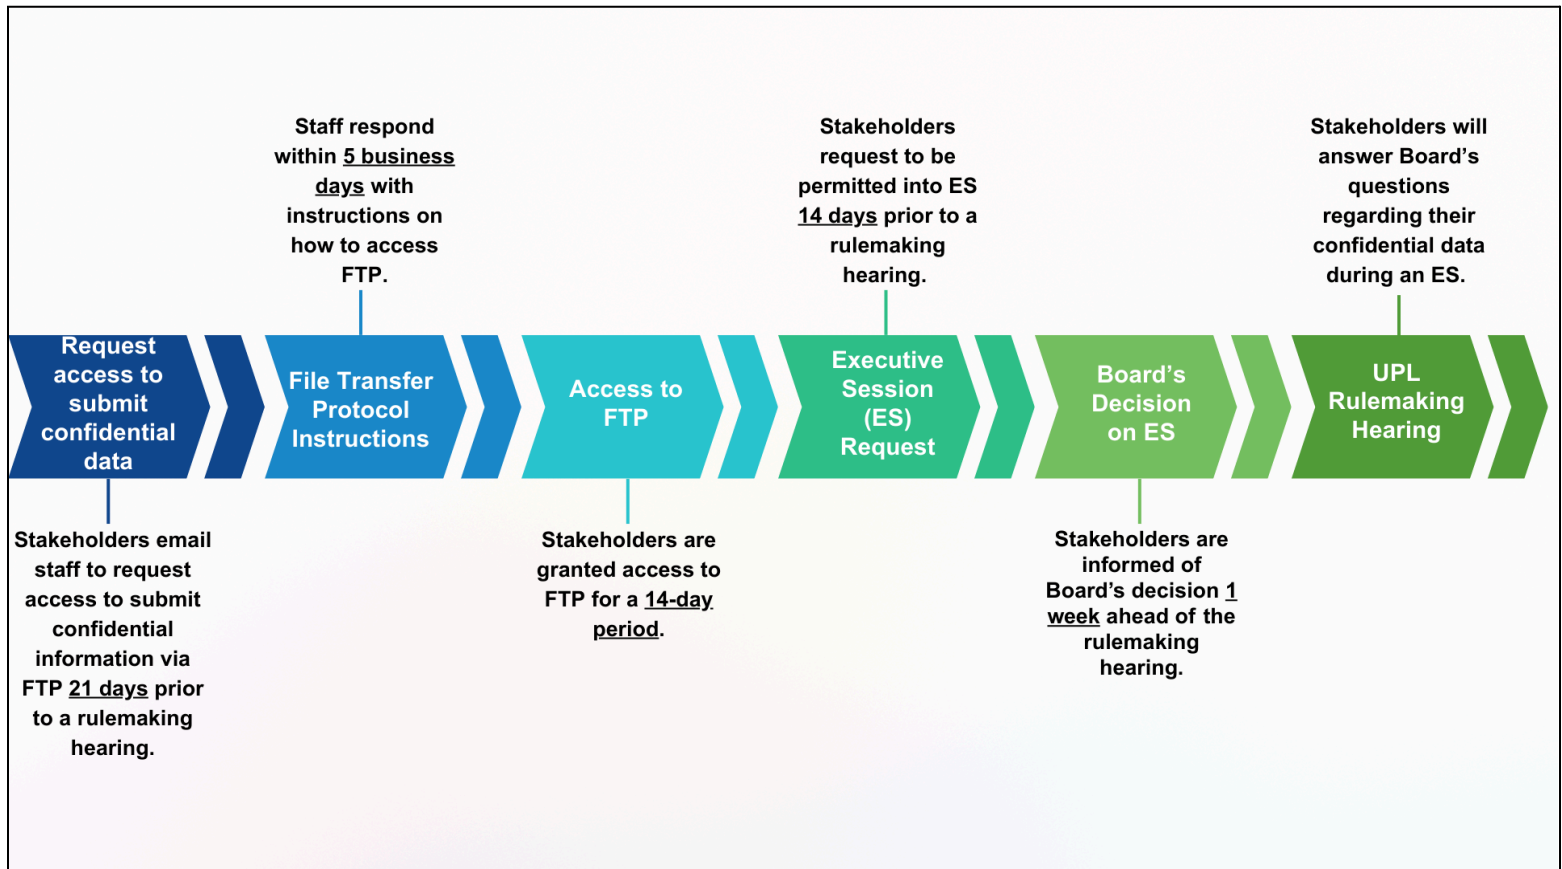 Request
access to
submit
confidential
data
Stakeholders email
staff to request
access to submit
confidential
information via
FTP 21 days prior
to a rulemaking
hearing.
Staff respond
within 5 business
days with
instructions on
how to access
FTP.
File Transfer
Protocol
Instructions
Access to
FTP
Stakeholders are
granted access to
FTP for a 14-day
period.
Stakeholders
request to be
permitted into ES
14 days prior to a
rulemaking
hearing.
Executive
Session
(ES)
Request
Board’s
Decision
on ES
Stakeholders are
informed of
Board’s decision 1
week ahead of the
rulemaking
hearing.
Stakeholders will
answer Board’s
questions
regarding their
confidential data
during an ES.
UPL
Rulemaking
Hearing